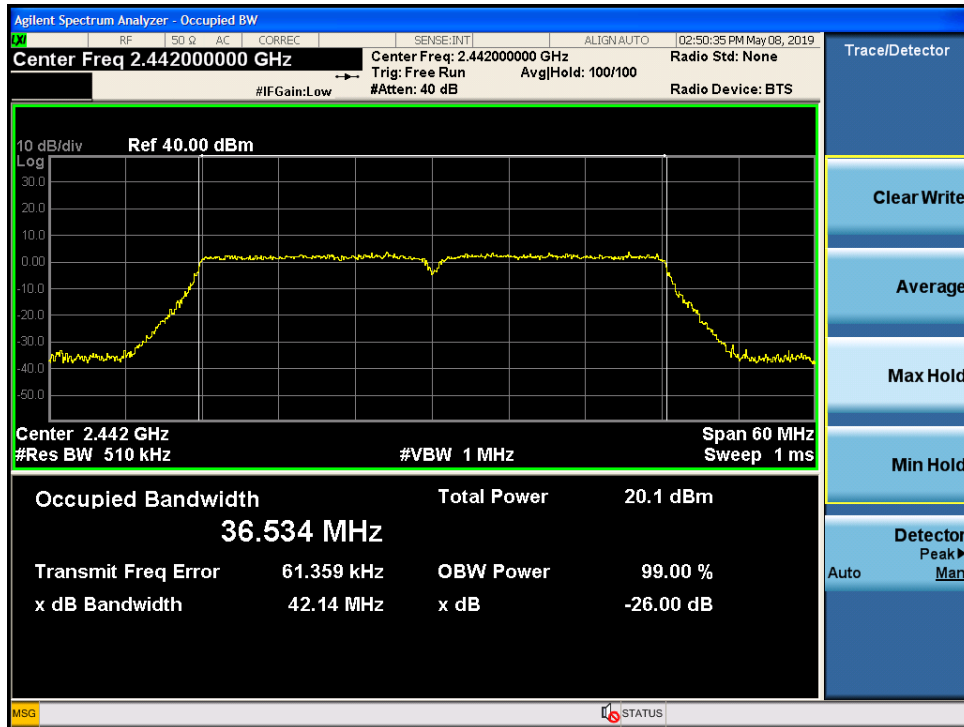 Agilent Spectrum Analyzer - Occupied BW
LXI RF 50 Ω AC CORREC SENSE:INT ALIGN AUTO 02:50:35 PM May 08, 2019
Center Freq 2.442000000 GHz
Center Freq: 2.442000000 GHz
Radio Std: None
Trig: Free Run Avg|Hold: 100/100
#IFGain:Low
#Atten: 40 dB
Radio Device: BTS
10 dB/div Ref 40.00 dBm
Log
30.0
20.0
10.0
0.00
-10.0
-20.0
-30.0
-40.0
-50.0
Center 2.442 GHz Span 60 MHz
#Res BW 510 kHz #VBW 1 MHz Sweep 1 ms
Occupied Bandwidth Total Power 20.1 dBm
36.534 MHz
Transmit Freq Error 61.359 kHz OBW Power 99.00 %
x dB Bandwidth 42.14 MHz x dB -26.00 dB
Trace/Detector
Clear Write
Average
Max Hold
Min Hold
Detector
Peak
Auto Man
MSG STATUS